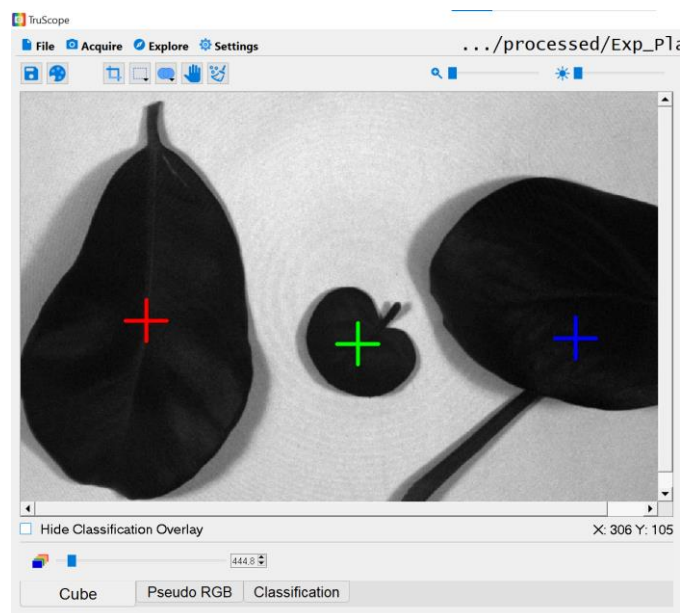 TruScope
File Acquire Explore Settings .../processed/Exp_Pla
Hide Classification Overlay X: 306 Y: 105
444.8
Cube Pseudo RGB Classification